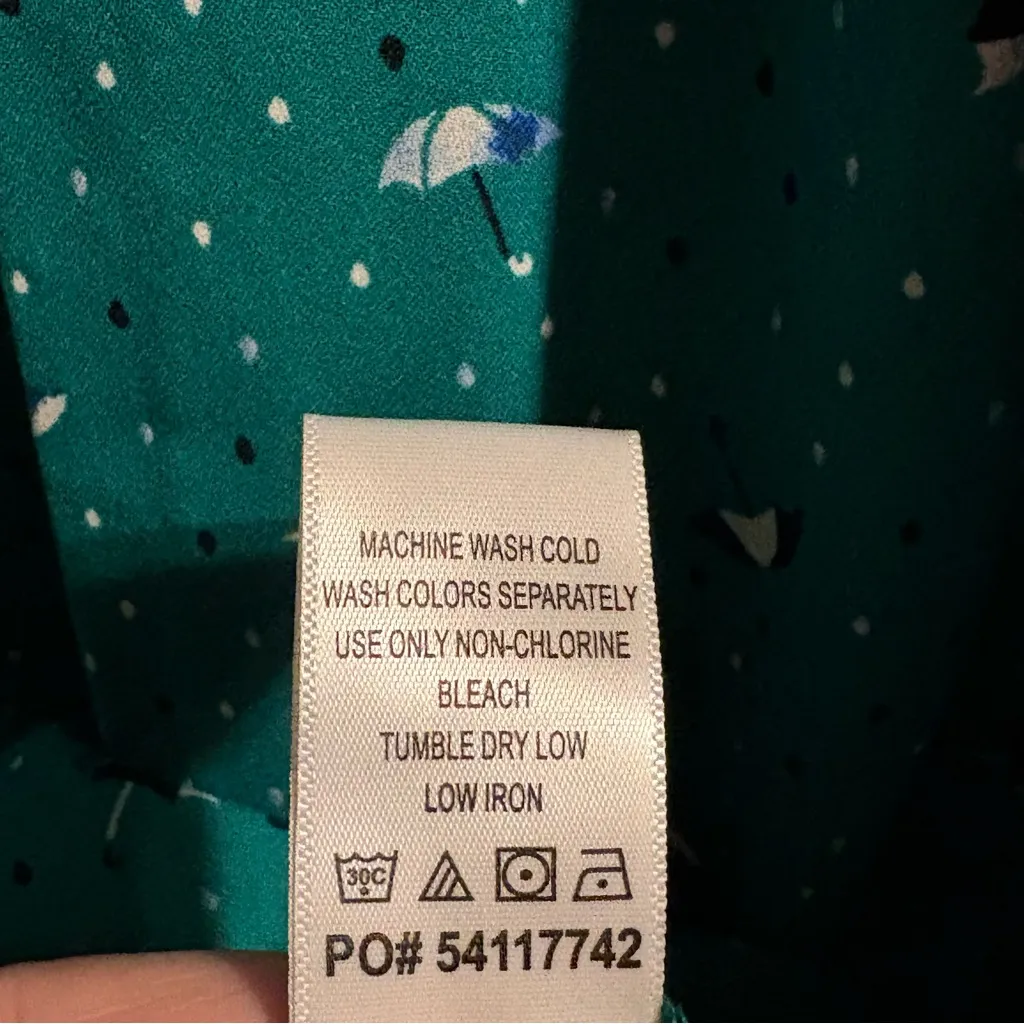 MACHINE WASH COLD
WASH COLORS SEPARATELY
USE ONLY NON-CHLORINE
BLEACH
TUMBLE DRY LOW
LOW IRON
30C
PO# 54117742